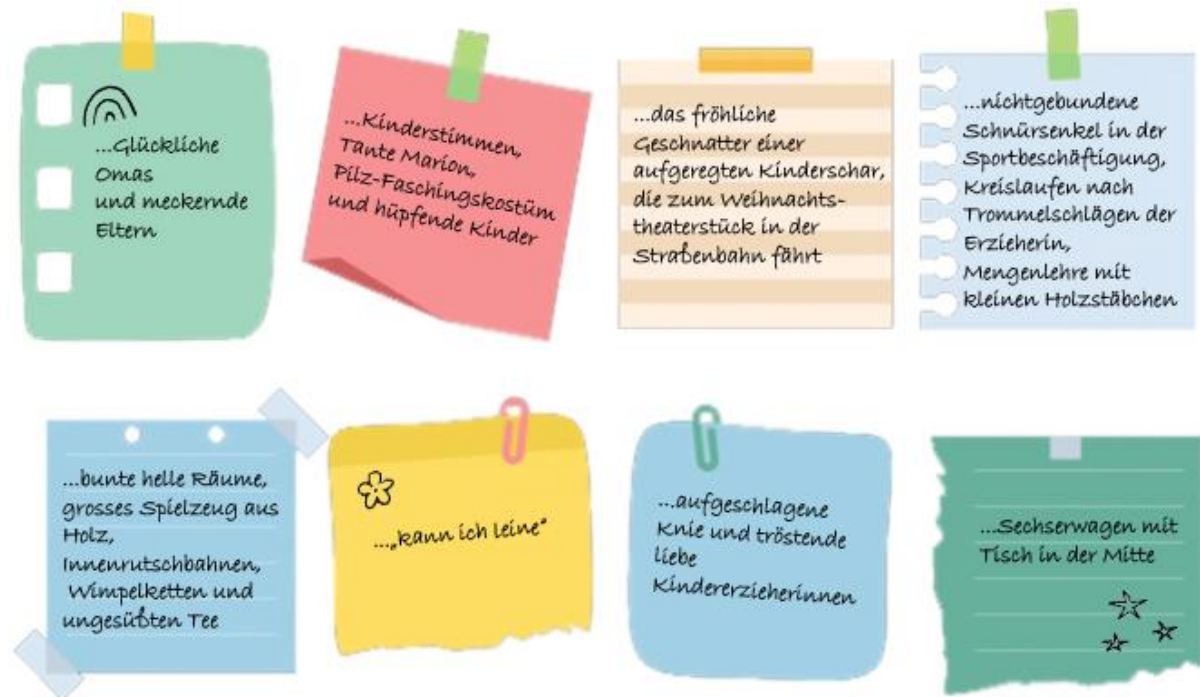 ...Glückliche
Omas
und meckernde
Eltern
...Kinderstimmen,
Tante Marion,
Pilz-Faschingskostüm
und hüpfende Kinder
...das fröhliche
Geschnatter einer
aufgeregten Kinderschar,
die zum Weihnachts-
theaterstück in der
Straßenbahn fährt
...nichtgebundene
Schnürsenkel in der
Sportbeschäftigung,
Kreislaufen nach
Trommelschlägen der
Erzieherin,
Mengenlehre mit
kleinen Holzstäbchen
...bunte helle Räume,
grosses Spielzeug aus
Holz,
Innenrutschbahnen,
Wimpelketten und
ungesüßten Tee
...„kann ich leine“
...aufgeschlagene
Knie und tröstende
liebe
Kindererzieherinnen
...Sechserwagen mit
Tisch in der Mitte